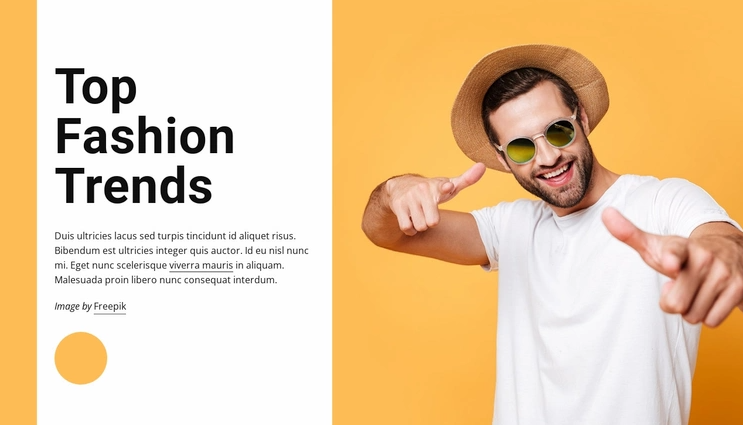 Top
Fashion
Trends
Duis ultricies lacus sed turpis tincidunt id aliquet risus.
Bibendum est ultricies integer quis auctor. Id eu nisl nunc
mi. Eget nunc scelerisque viverra mauris in aliquam.
Malesuada proin libero nunc consequat interdum.
Image by Freepik